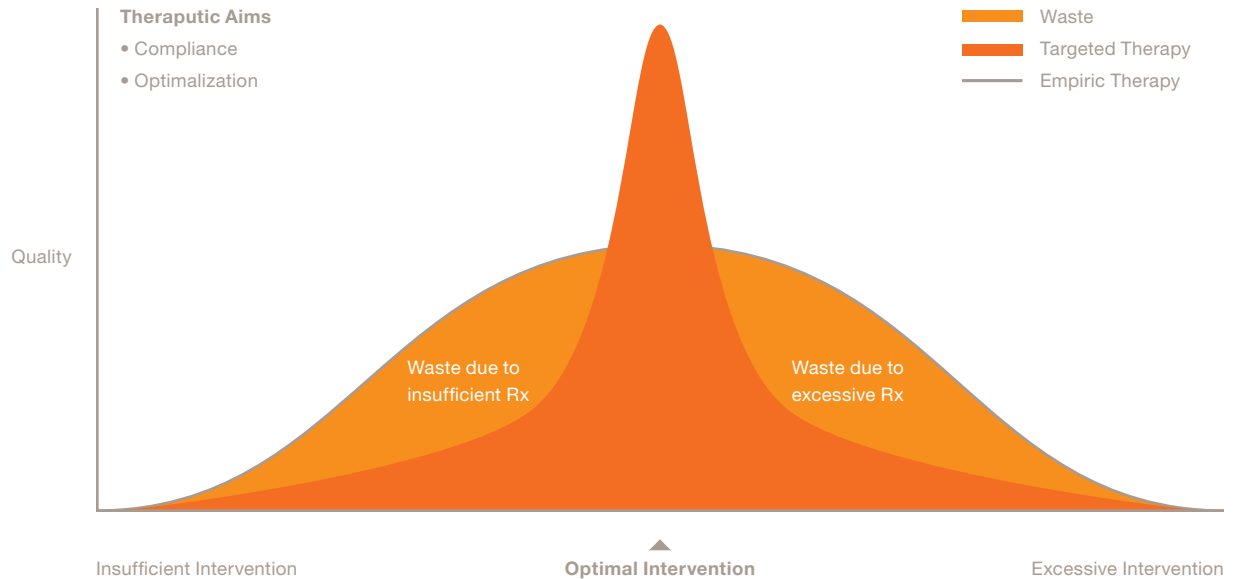 Theraputic Aims
• Compliance
• Optimalization
Waste
Targeted Therapy
Empiric Therapy
Quality
Waste due to
insufficient Rx
Waste due to
excessive Rx
Insufficient Intervention
Optimal Intervention
Excessive Intervention